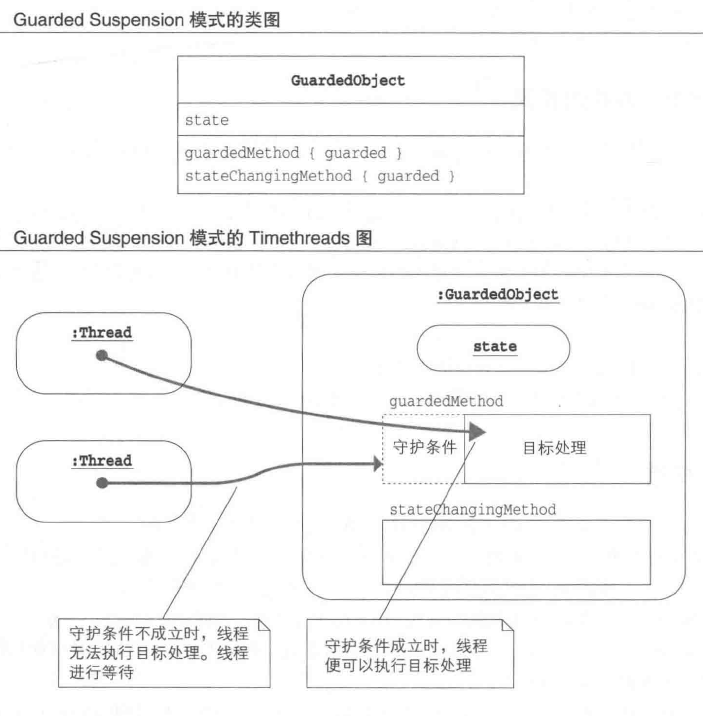 Guarded Suspension 模式的类图
GuardedObject
state
guardedMethod { guarded }
stateChangingMethod { guarded }
Guarded Suspension 模式的 Timethreads 图
:GuardedObject
:Thread
state
guardedMethod
守护条件
目标处理
:Thread
stateChangingMethod
守护条件不成立时，线程
无法执行目标处理。线程
进行等待
守护条件成立时，线程
便可以执行目标处理